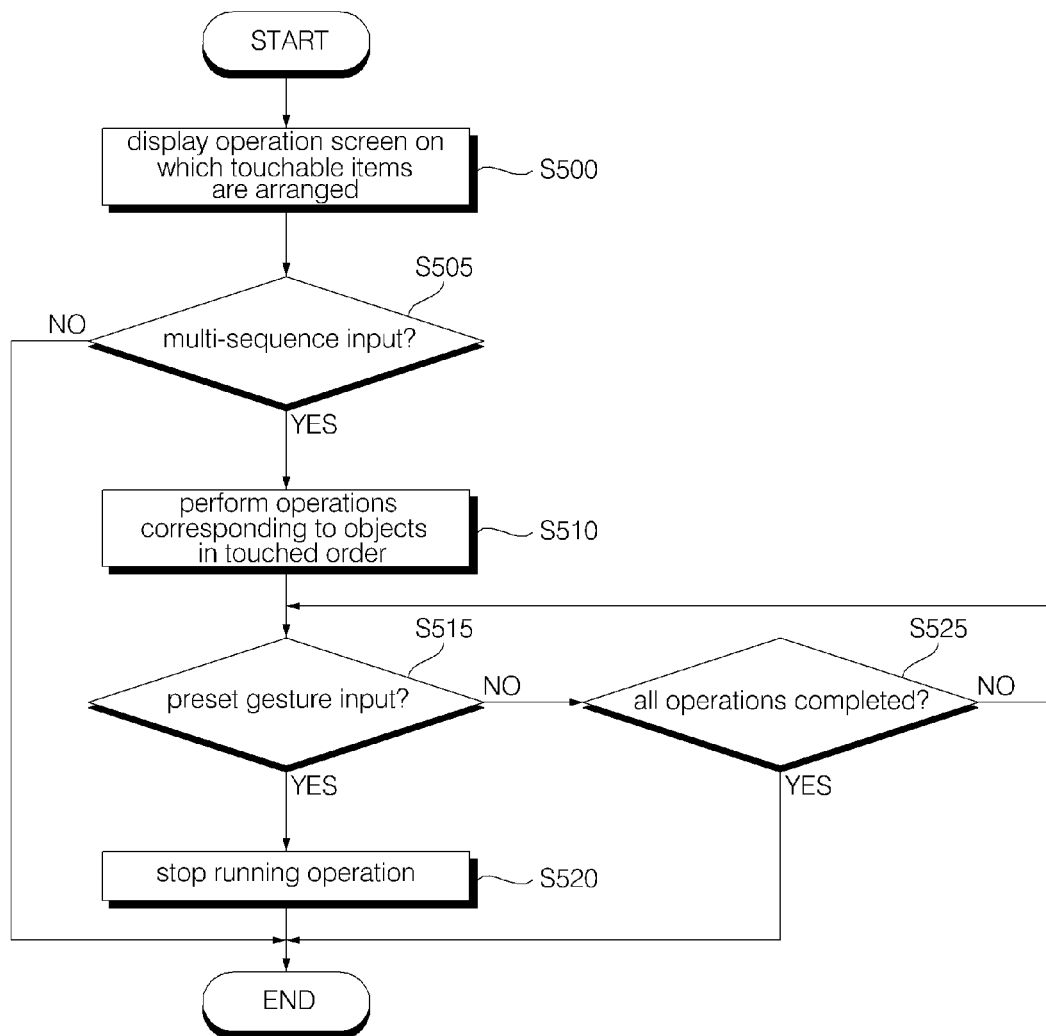 START
display operation screen on
which touchable items
are arranged
S500
S505
NO
multi-sequence input?
YES
perform operations
corresponding to objects
in touched order
S510
S515
S525
preset gesture input?
NO
all operations completed?
NO
YES
YES
stop running operation
S520
END